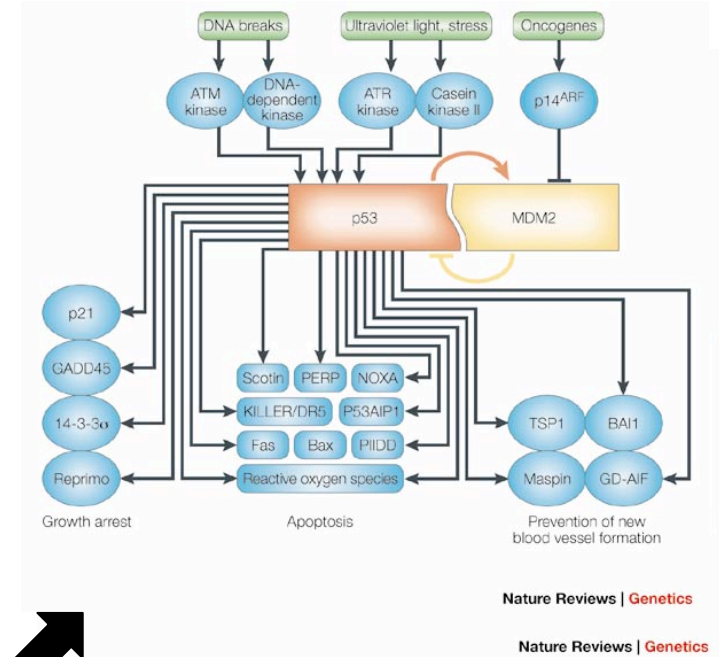 DNA breaks
Ultraviolet light, stress
Oncogenes
ATM
kinase
DNA-
dependent
kinase
ATR
kinase
Casein
kinase II
p14ARF
p53
MDM2
p21
GADD45
14-3-3σ
Reprimo
Growth arrest
Scotin
PERP
NOXA
KILLER/DR5
P53AIP1
Fas
Bax
PIIDD
Reactive oxygen species
Apoptosis
TSP1
BAI1
Maspin
GD-AIF
Prevention of new
blood vessel formation
Nature Reviews | Genetics
Nature Reviews | Genetics